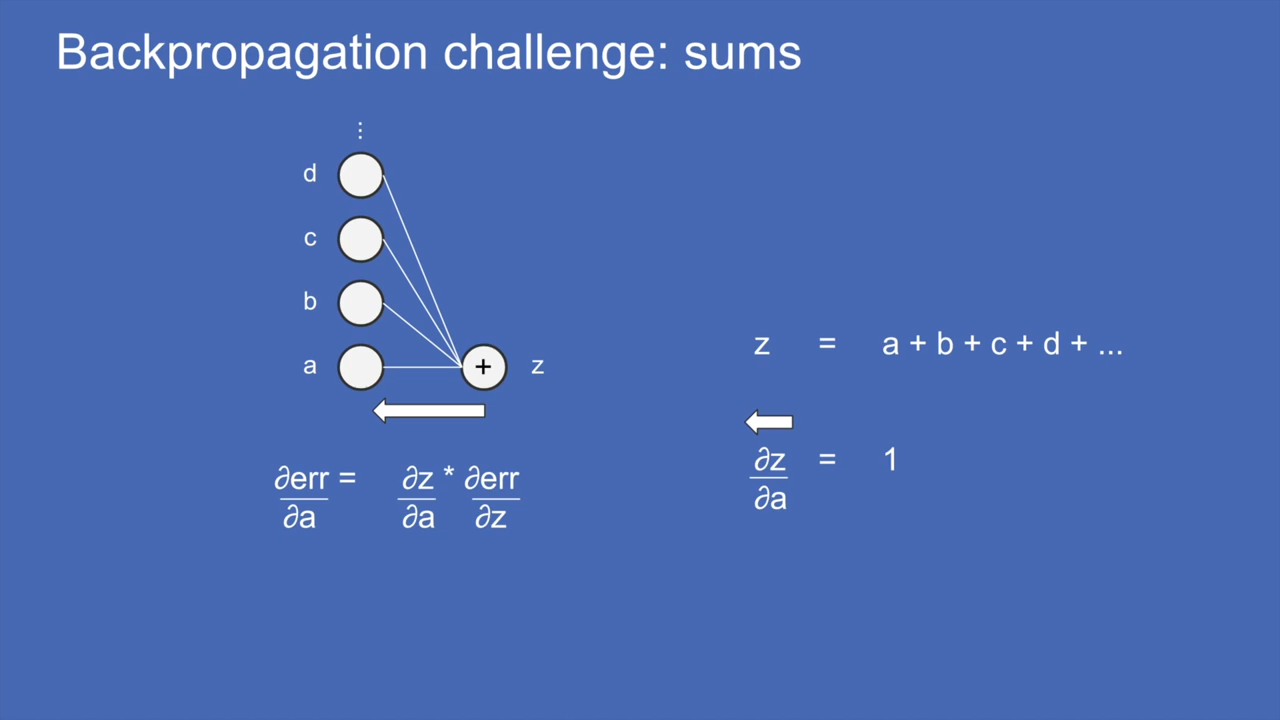 Backpropagation challenge: sums
⋮
d
c
b
a
+
z
∂err = ∂z * ∂err
∂a ∂a ∂z
z = a + b + c + d + ...
∂z = 1
∂a